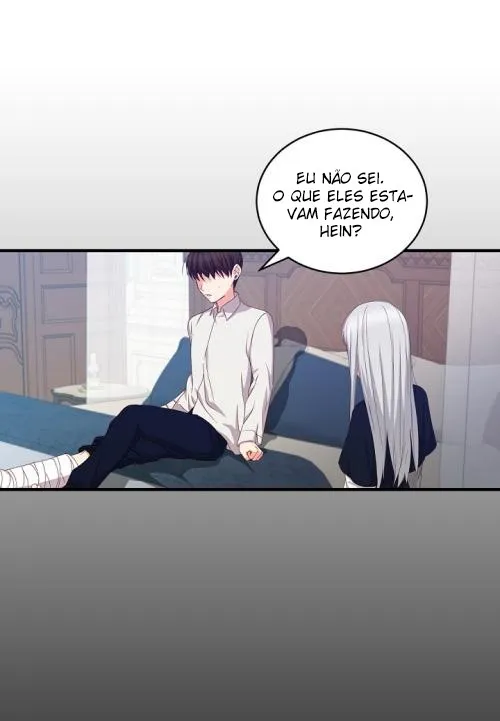 EU NÃO SEI.
O QUE ELES ESTA-
VAM FAZENDO,
HEIN?